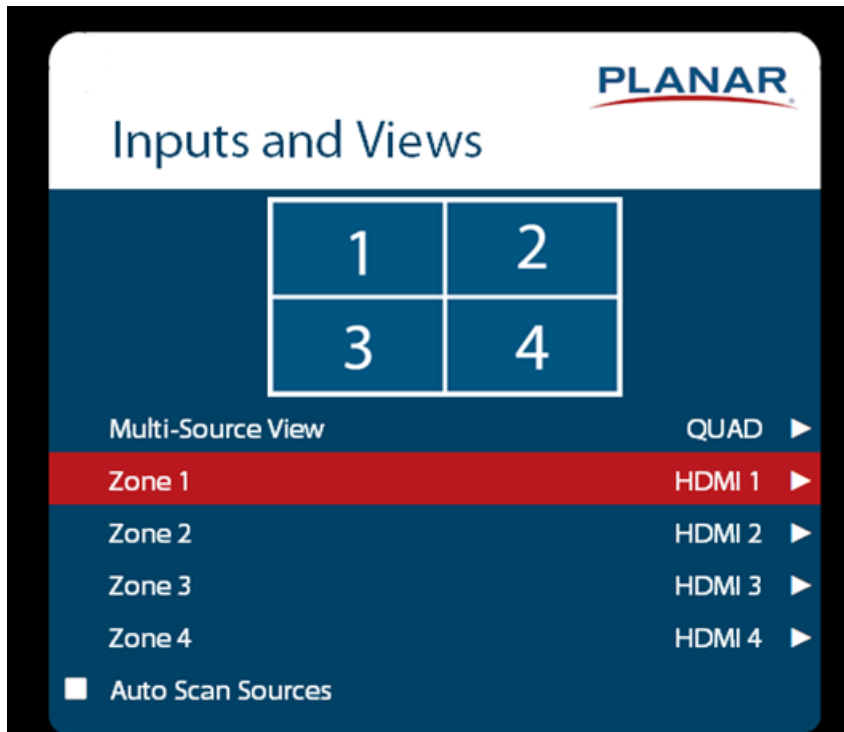 PLANAR
Inputs and Views
1 2
3 4
Multi-Source View QUAD
Zone 1 HDMI 1
Zone 2 HDMI 2
Zone 3 HDMI 3
Zone 4 HDMI 4
Auto Scan Sources